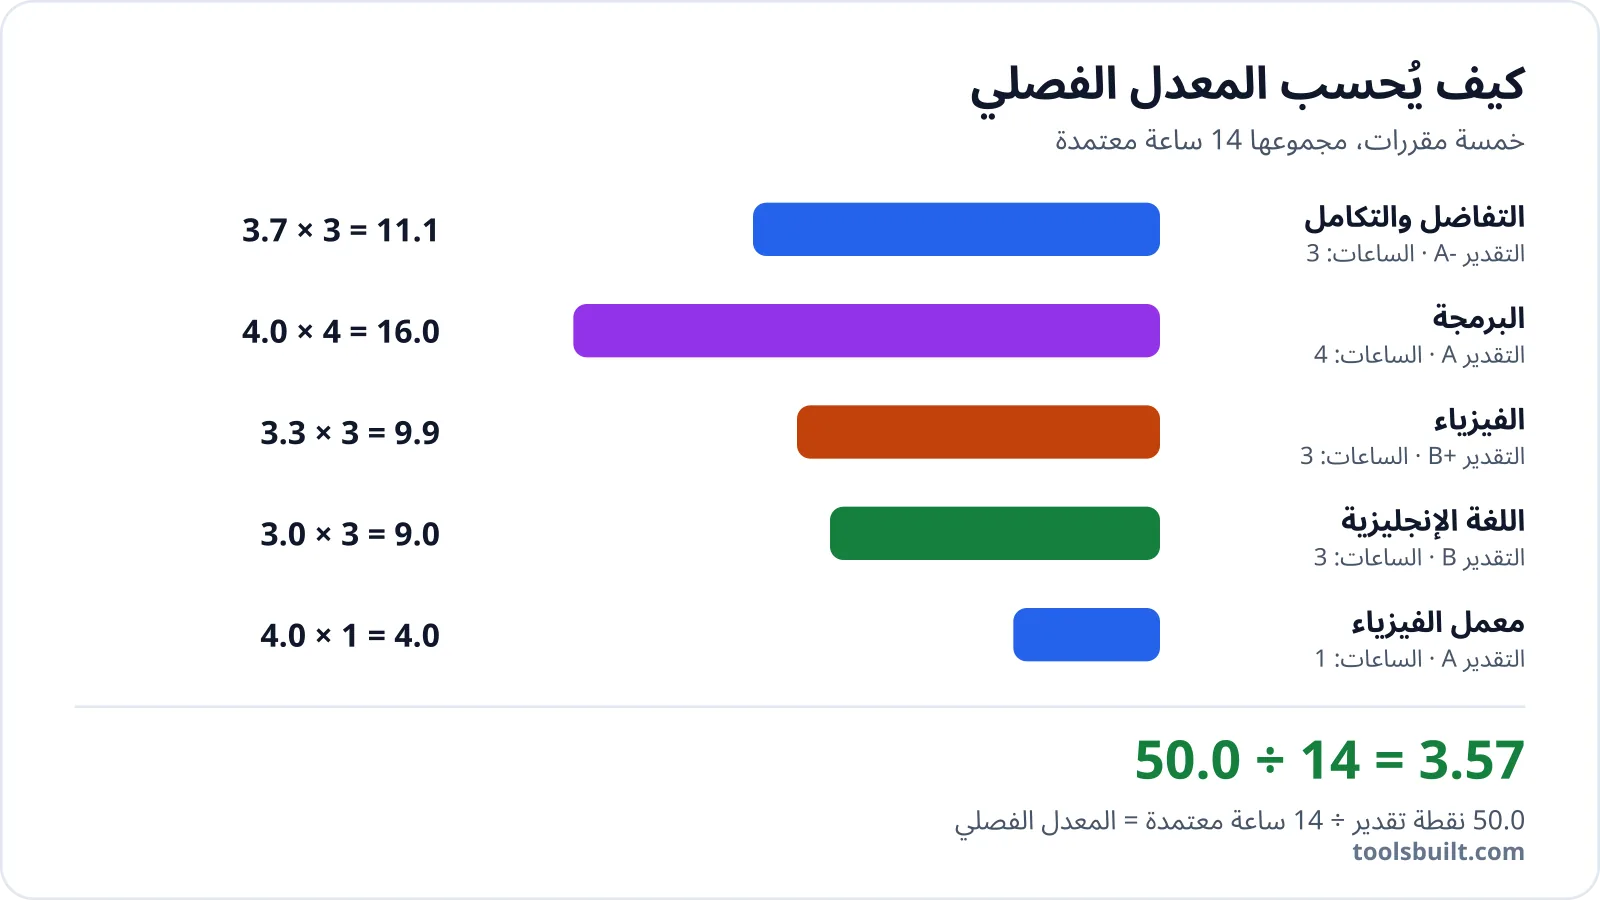 كيف يُحسب المعدل الفصلي
خمسة مقررات، مجموعها 14 ساعة معتمدة
التفاضل والتكامل
التقدير A-‎ · الساعات: 3
3.7 × 3 = 11.1
البرمجة
التقدير A · الساعات: 4
4.0 × 4 = 16.0
الفيزياء
التقدير B+‎ · الساعات: 3
3.3 × 3 = 9.9
اللغة الإنجليزية
التقدير B · الساعات: 3
3.0 × 3 = 9.0
معمل الفيزياء
التقدير A · الساعات: 1
4.0 × 1 = 4.0
50.0 ÷ 14 = 3.57
50.0 نقطة تقدير ÷ 14 ساعة معتمدة = المعدل الفصلي
toolsbuilt.com